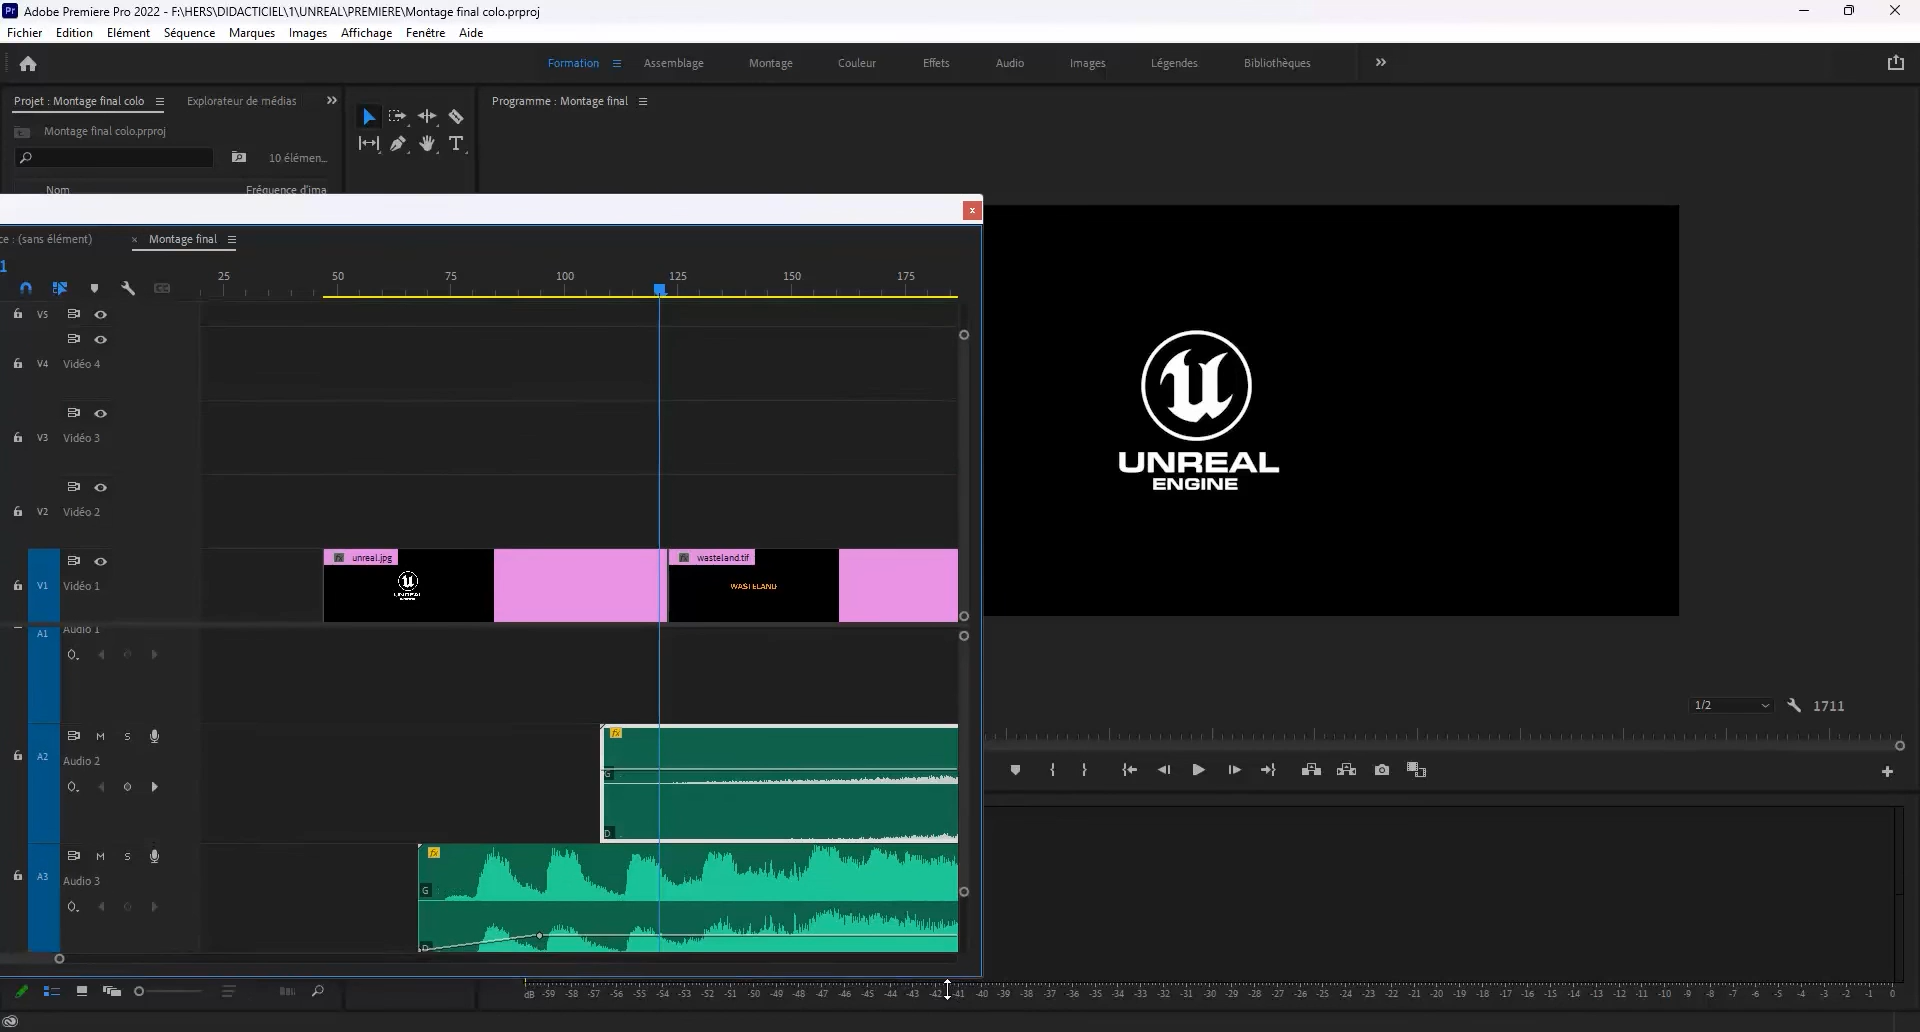 Pr Adobe Premiere Pro 2022 - F:\HERS\DIDACTICIEL\1\UNREAL\PREMIERE\Montage final colo.prproj
Fichier Edition Elément Séquence Marques Images Affichage Fenêtre Aide
Formation Assemblage Montage Couleur Effets Audio Images Légendes Bibliothèques
Projet : Montage final colo Explorateur de médias
Programme : Montage final
Montage final colo.prproj
10 élémen...
Nom Fréquence d'ima
ce : (sans élément) × Montage final
1
25 50 75 100 125 150 175
V5
V4 Vidéo 4
V3 Vidéo 3
V2 Vidéo 2
fx unreal.jpg fx wasteland.tif
V1 Vidéo 1
WASTELAND
UNREAL
ENGINE
A1 Audio 1
1/2 1711
M S
A2 Audio 2
fx
G
D
M S
A3 Audio 3
fx
G
D
dB -59 -58 -57 -56 -55 -54 -53 -52 -51 -50 -49 -48 -47 -46 -45 -44 -43 -42 -41 -40 -39 -38 -37 -36 -35 -34 -33 -32 -31 -30 -29 -28 -27 -26 -25 -24 -23 -22 -21 -20 -19 -18 -17 -16 -15 -14 -13 -12 -11 -10 -9 -8 -7 -6 -5 -4 -3 -2 -1 0